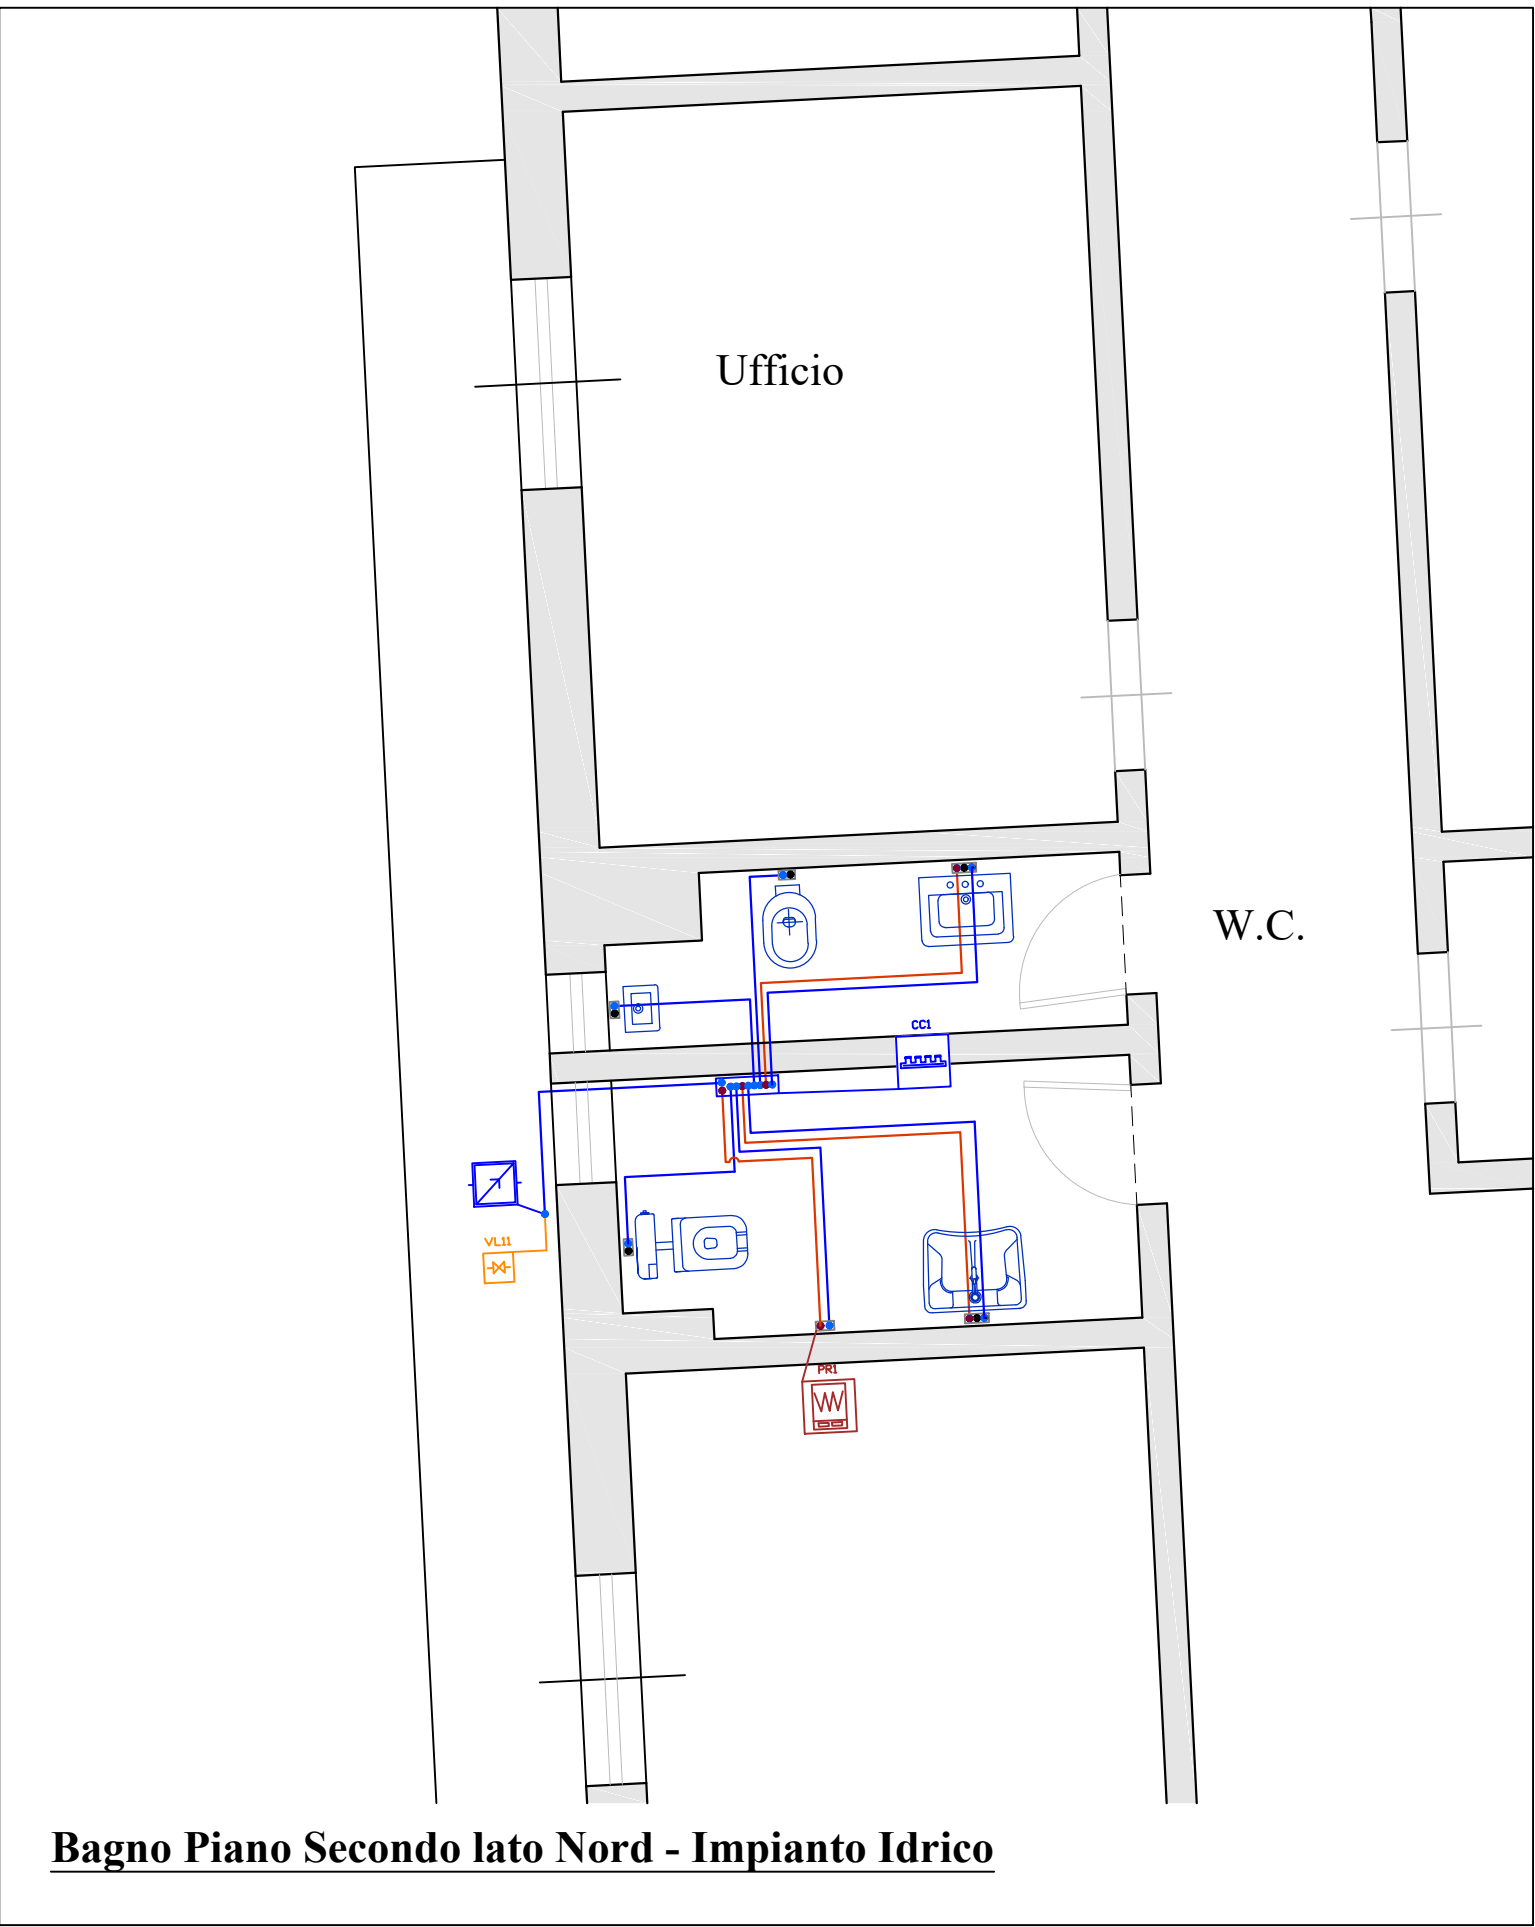 Ufficio
W.C.
CC1
VL11
PR1
Bagno Piano Secondo lato Nord - Impianto Idrico